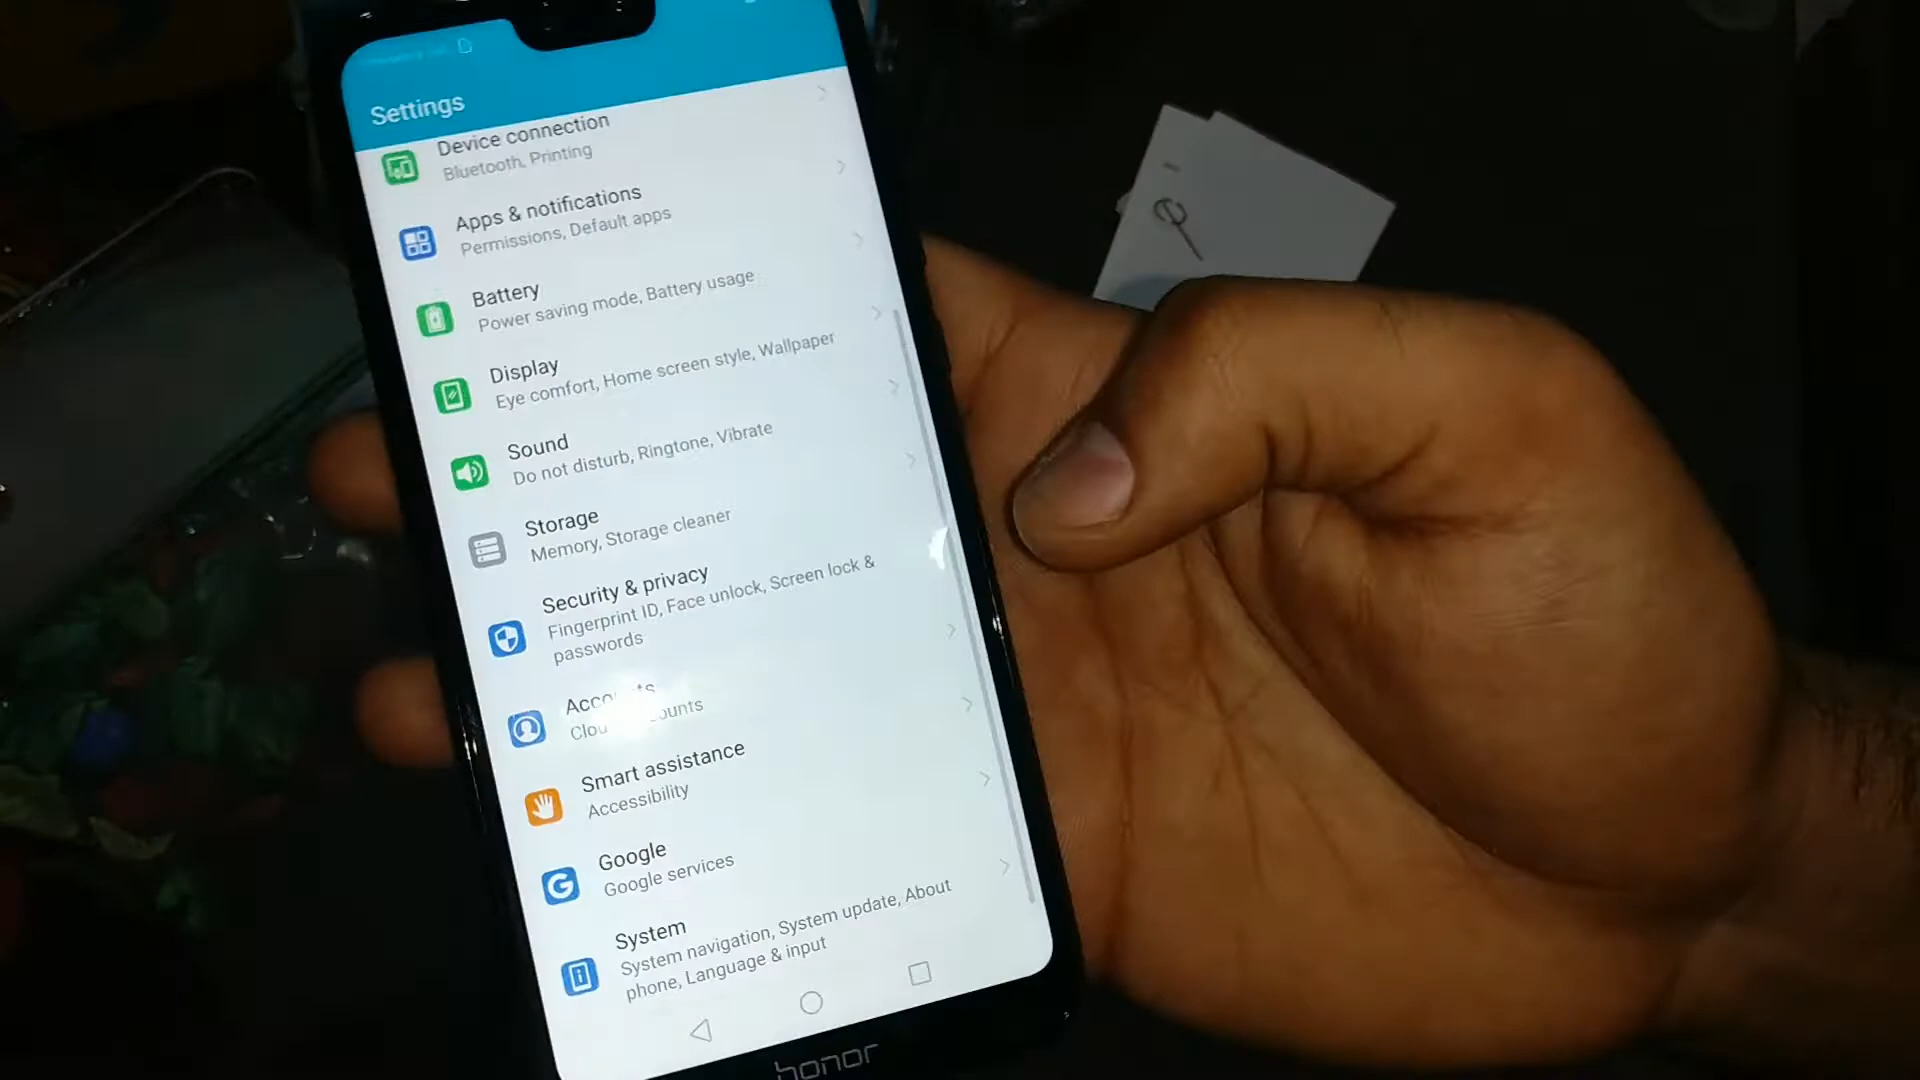 Settings
Device connection
Bluetooth, Printing
Apps & notifications
Permissions, Default apps
Battery
Power saving mode, Battery usage
Display
Eye comfort, Home screen style, Wallpaper
Sound
Do not disturb, Ringtone, Vibrate
Storage
Memory, Storage cleaner
Security & privacy
Fingerprint ID, Face unlock, Screen lock &
passwords
Accounts
Cloud accounts
Smart assistance
Accessibility
Google
Google services
System
System navigation, System update, About
phone, Language & input
honor